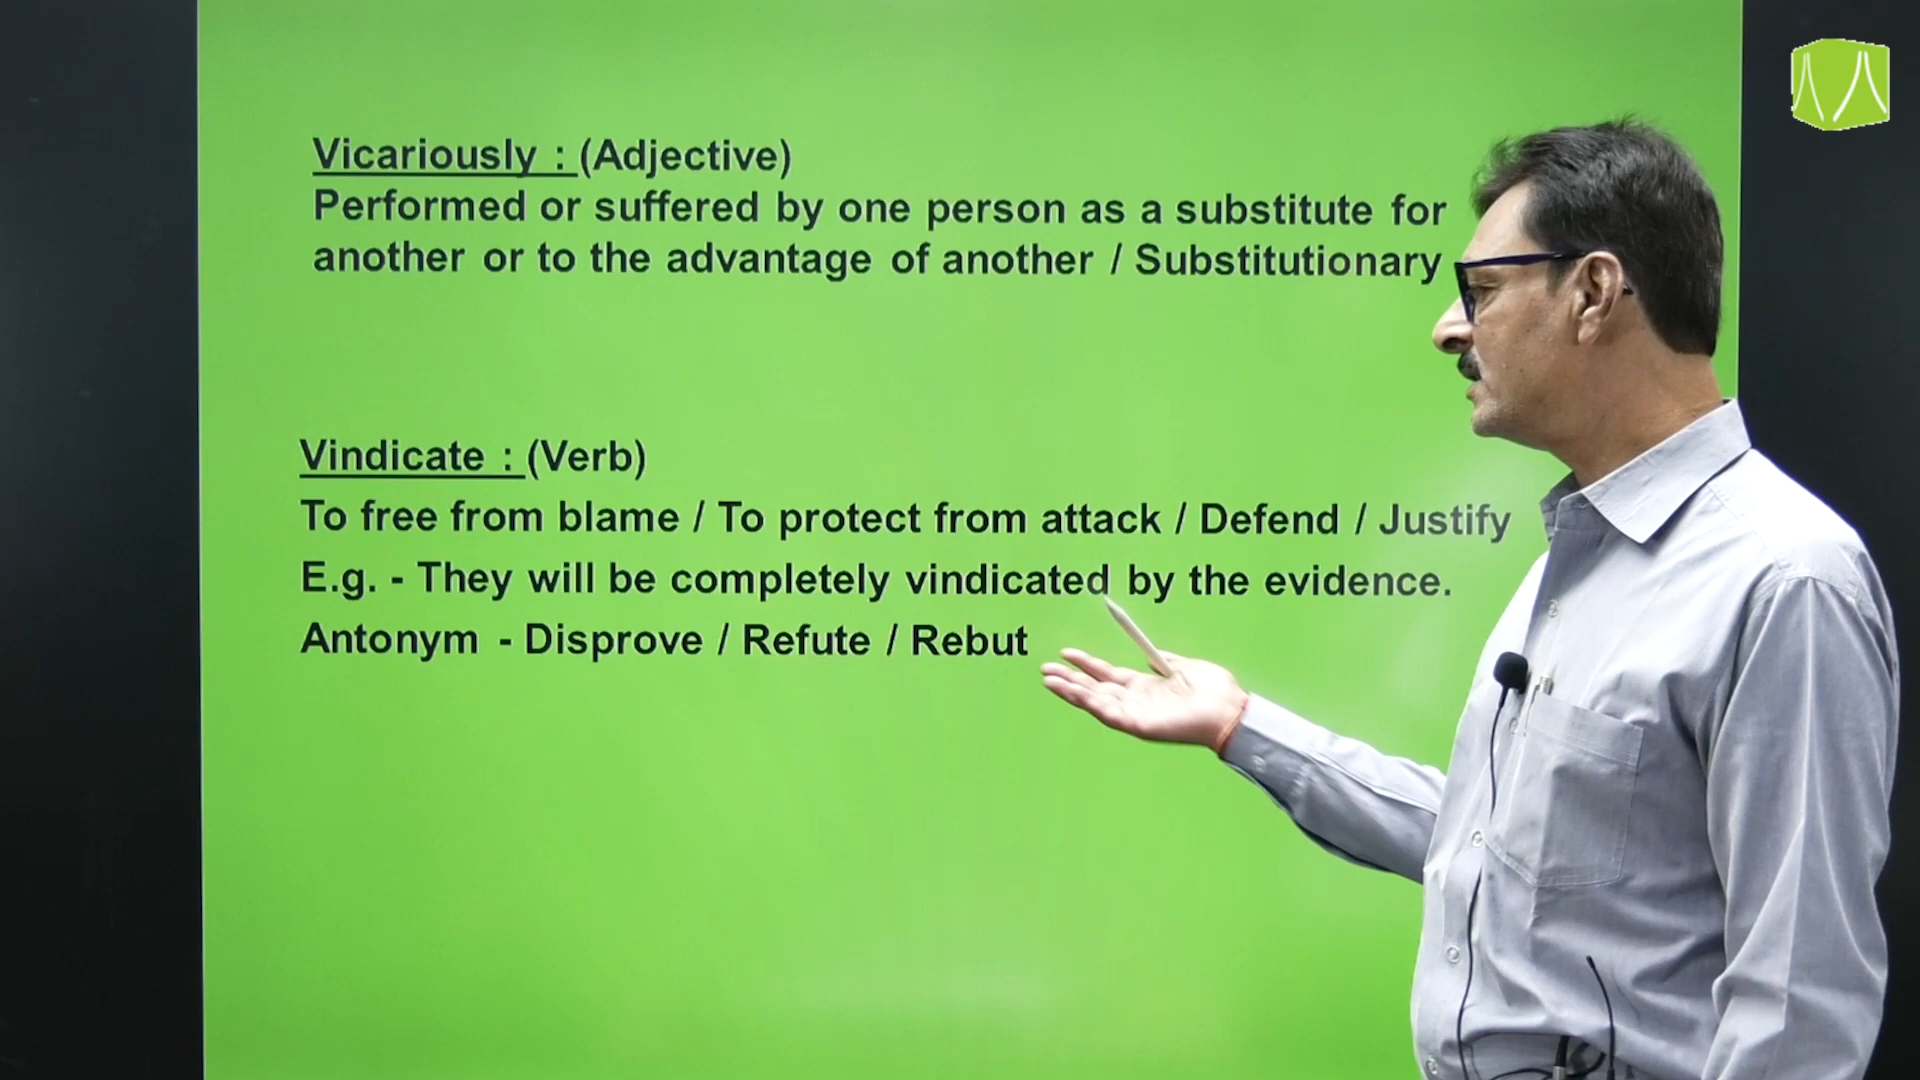 Vicariously : (Adjective)
Performed or suffered by one person as a substitute for
another or to the advantage of another / Substitutionary
Vindicate : (Verb)
To free from blame / To protect from attack / Defend / Justify
E.g. - They will be completely vindicated by the evidence.
Antonym - Disprove / Refute / Rebut